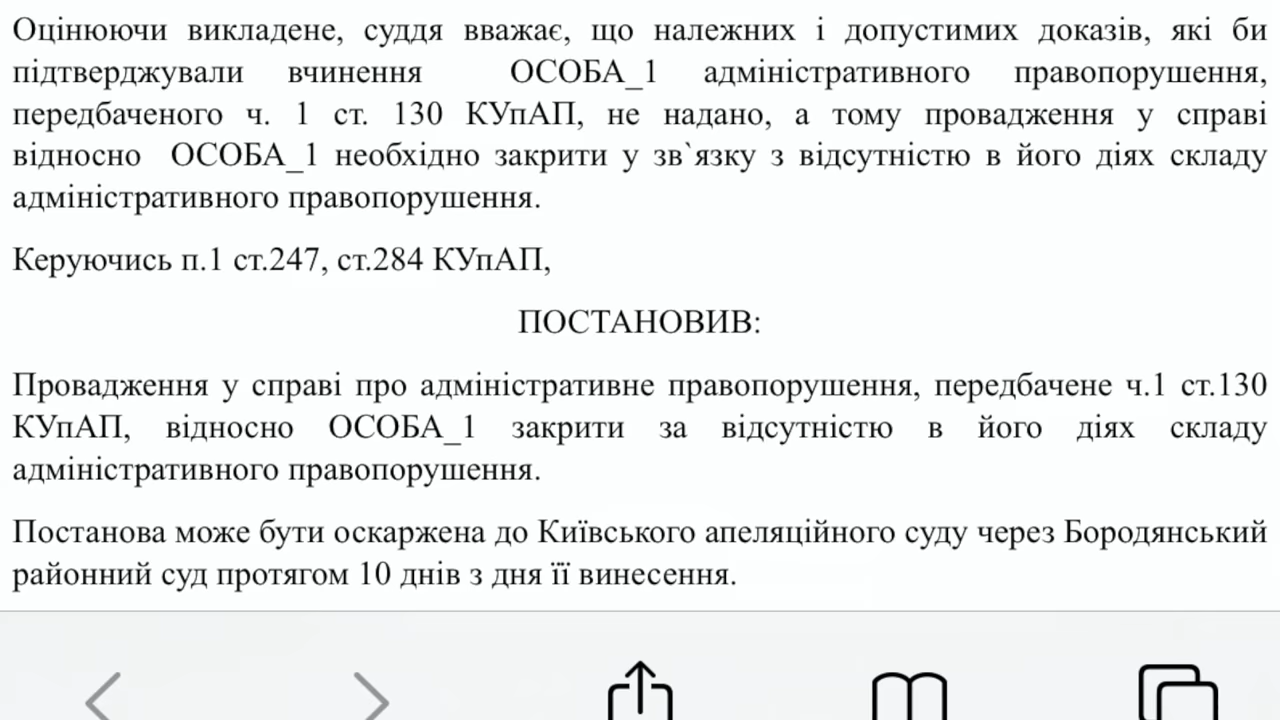 Оцінюючи викладене, суддя вважає, що належних і допустимих доказів, які би
підтверджували вчинення ОСОБА_1 адміністративного правопорушення,
передбаченого ч. 1 ст. 130 КУпАП, не надано, а тому провадження у справі
відносно ОСОБА_1 необхідно закрити у зв`язку з відсутністю в його діях складу
адміністративного правопорушення.
Керуючись п.1 ст.247, ст.284 КУпАП,
ПОСТАНОВИВ:
Провадження у справі про адміністративне правопорушення, передбачене ч.1 ст.130
КУпАП, відносно ОСОБА_1 закрити за відсутністю в його діях складу
адміністративного правопорушення.
Постанова може бути оскаржена до Київського апеляційного суду через Бородянський
районний суд протягом 10 днів з дня її винесення.